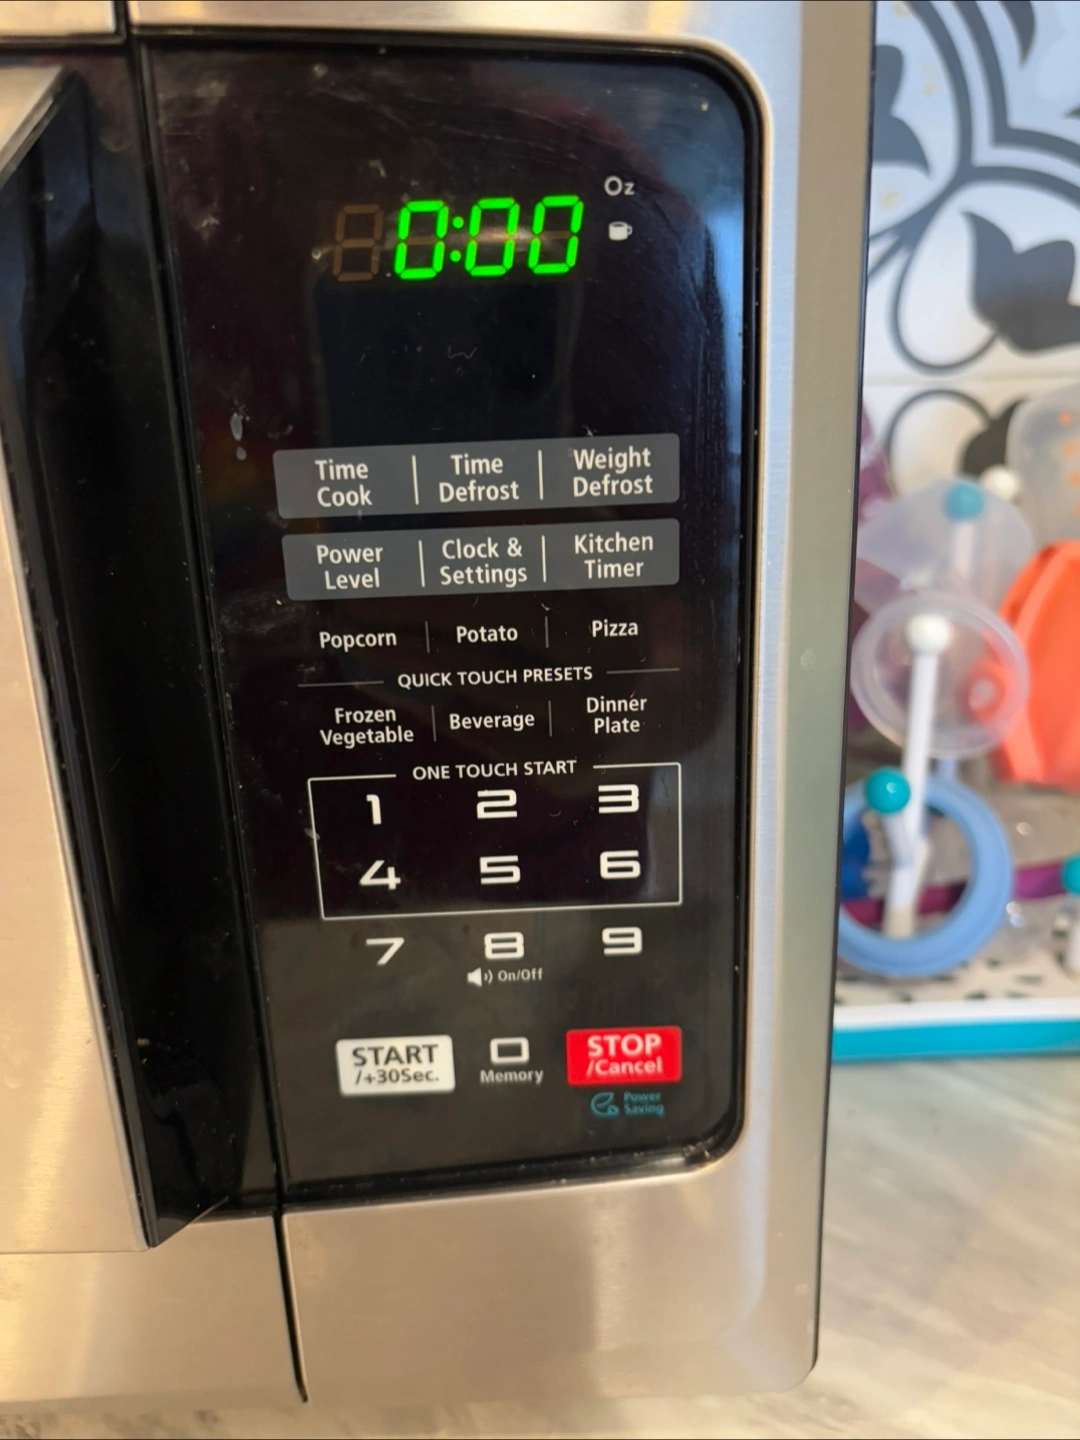 0:00
Oz
Time Cook
Time Defrost
Weight Defrost
Power Level
Clock & Settings
Kitchen Timer
Popcorn
Potato
Pizza
QUICK TOUCH PRESETS
Frozen Vegetable
Beverage
Dinner Plate
ONE TOUCH START
1 2 3
4 5 6
7 8 9
On/Off
START /+30Sec.
0
Memory
STOP /Cancel
Power Saving